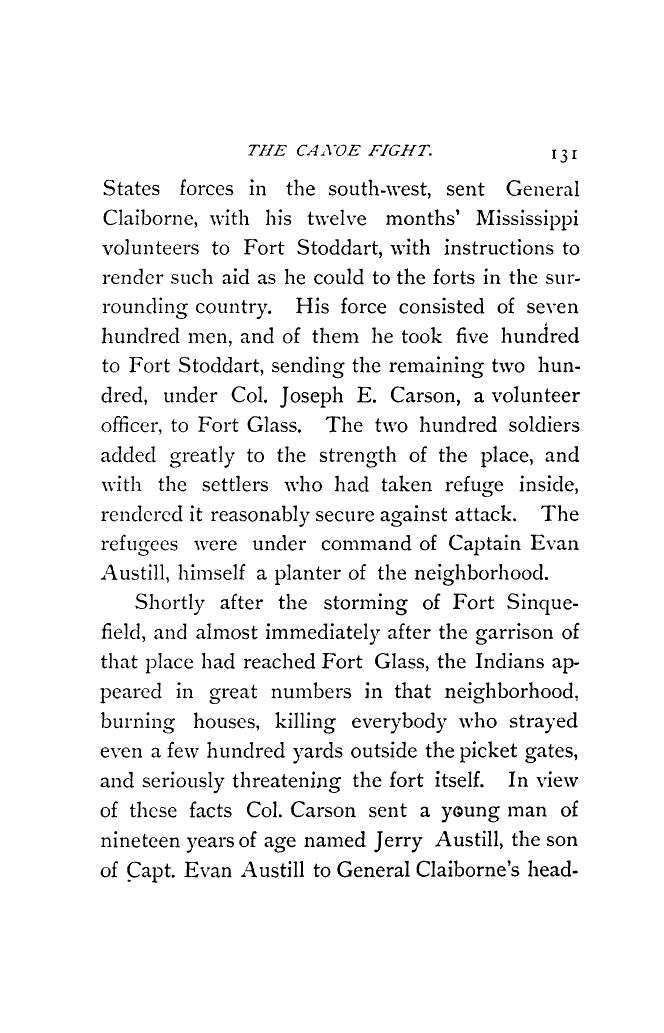 THE CANOE FIGHT. 131
States forces in the south-west, sent General
Claiborne, with his twelve months' Mississippi
volunteers to Fort Stoddart, with instructions to
render such aid as he could to the forts in the sur-
rounding country. His force consisted of seven
hundred men, and of them he took five hundred
to Fort Stoddart, sending the remaining two hun-
dred, under Col. Joseph E. Carson, a volunteer
officer, to Fort Glass. The two hundred soldiers
added greatly to the strength of the place, and
with the settlers who had taken refuge inside,
rendered it reasonably secure against attack. The
refugees were under command of Captain Evan
Austill, himself a planter of the neighborhood.
Shortly after the storming of Fort Sinque-
field, and almost immediately after the garrison of
that place had reached Fort Glass, the Indians ap-
peared in great numbers in that neighborhood,
burning houses, killing everybody who strayed
even a few hundred yards outside the picket gates,
and seriously threatening the fort itself. In view
of these facts Col. Carson sent a young man of
nineteen years of age named Jerry Austill, the son
of Capt. Evan Austill to General Claiborne's head-